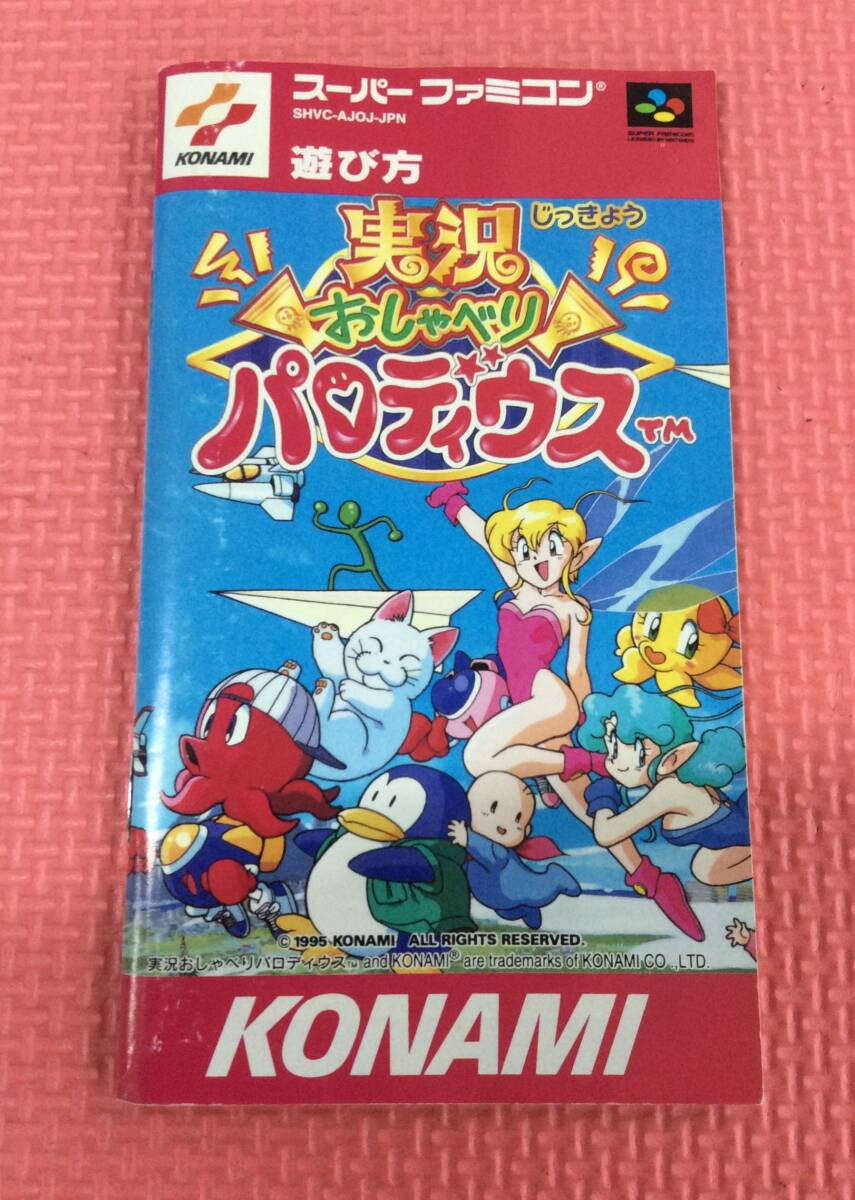 KONAMI
スーパーファミコン®
SHVC-AJOJ-JPN
遊び方
SUPER FAMICOM
LICENSED BY NINTENDO
実況
じっきょう
おしゃべり
パロディウス™
© 1995 KONAMI ALL RIGHTS RESERVED.
実況おしゃべりパロディウス™ and KONAMI® are trademarks of KONAMI CO.,LTD.
KONAMI